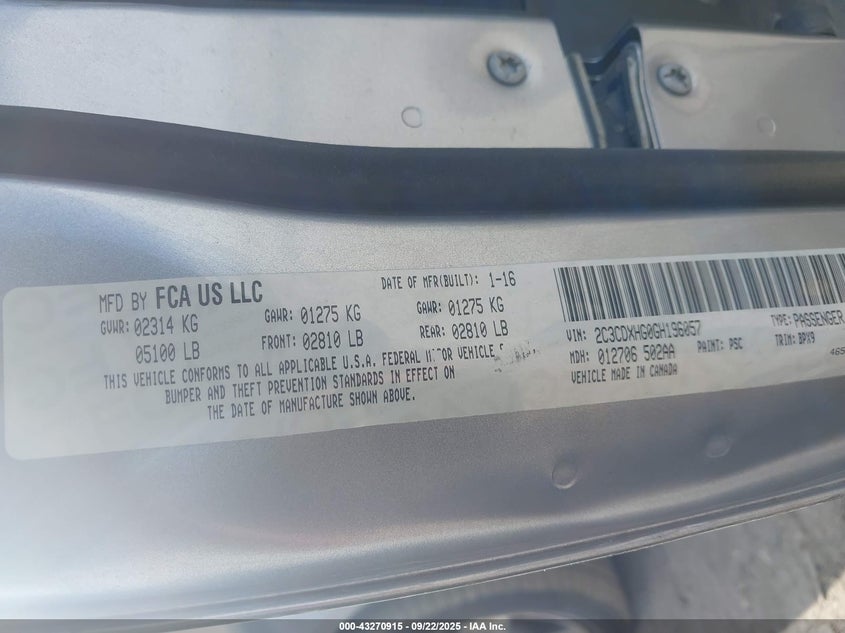 MFD BY FCA US LLC
DATE OF MFR(BUILT): 1-16
GVWR: 02314 KG
GAWR: 01275 KG
GAWR: 01275 KG
05100 LB
FRONT: 02810 LB
REAR: 02810 LB
THIS VEHICLE CONFORMS TO ALL APPLICABLE U.S.A. FEDERAL MOTOR VEHICLE
BUMPER AND THEFT PREVENTION STANDARDS IN EFFECT ON
THE DATE OF MANUFACTURE SHOWN ABOVE.
VIN: 2C3CDXHG0GH196057
TYPE: PASSENGER
MDH: 012706 502AA
PAINT: PSC
TRIM: BPX9
VEHICLE MADE IN CANADA
465
000-43270915 - 09/22/2025 - IAA Inc.